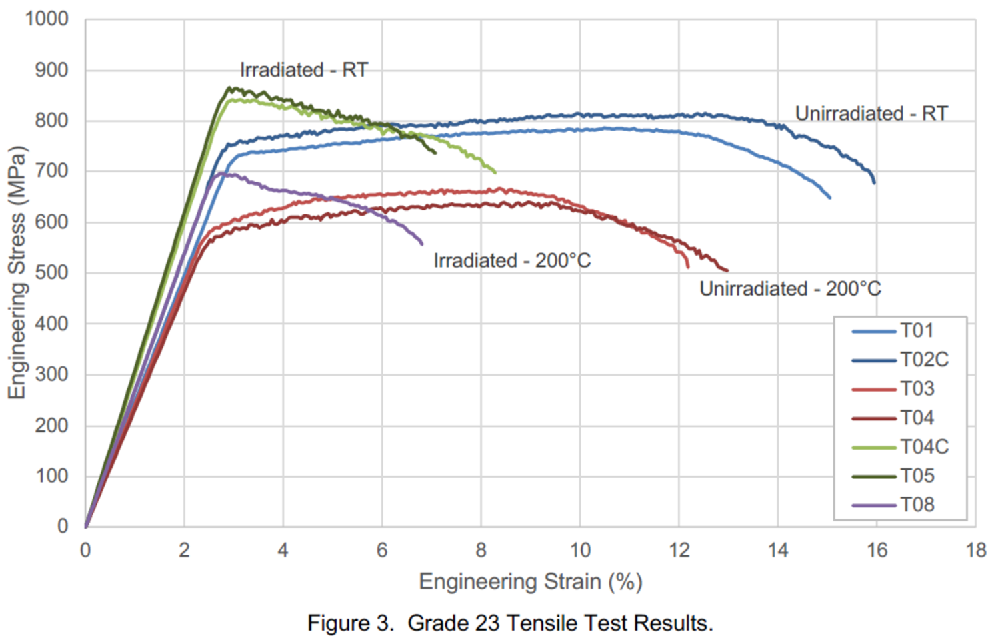 1000
900
800
700
600
500
400
300
200
100
0
Engineering Stress (MPa)
Irradiated - RT
Unirradiated - RT
Irradiated - 200°C
Unirradiated - 200°C
T01
T02C
T03
T04
T04C
T05
T08
0 2 4 6 8 10 12 14 16 18
Engineering Strain (%)
Figure 3. Grade 23 Tensile Test Results.